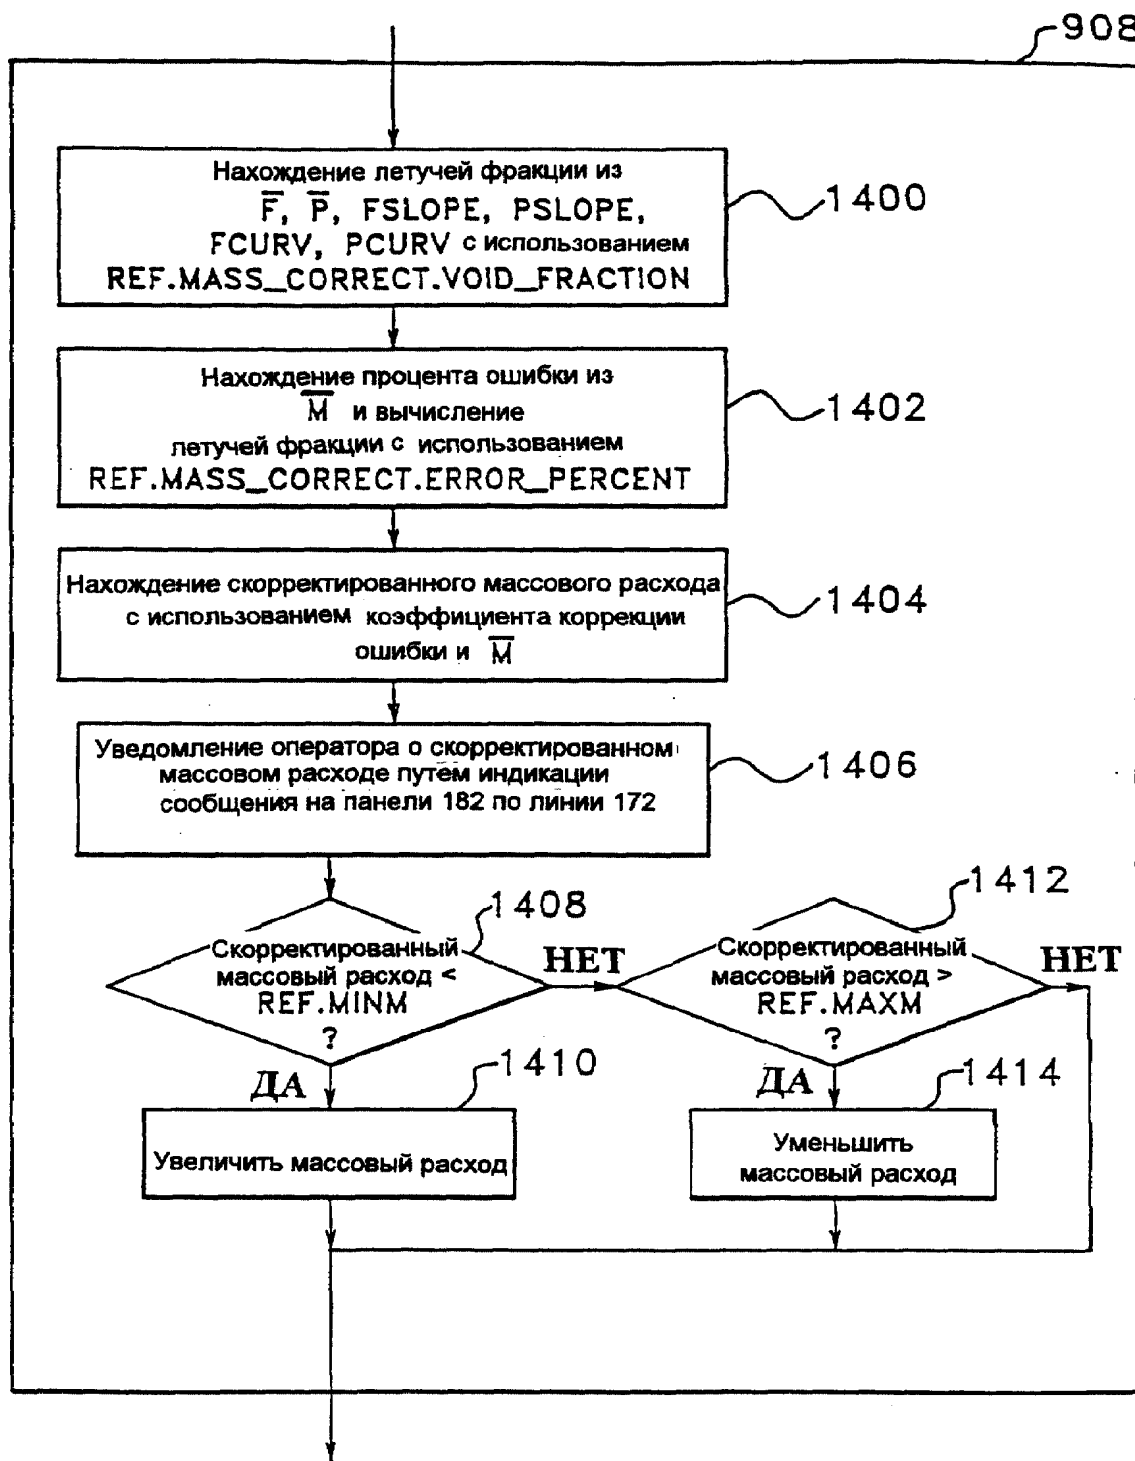 908
Нахождение летучей фракции из
F̅, P̅, FSLOPE, PSLOPE,
FCURV, PCURV с использованием
REF.MASS_CORRECT.VOID_FRACTION
1400
Нахождение процента ошибки из
M̅ и вычисление
летучей фракции с использованием
REF.MASS_CORRECT.ERROR_PERCENT
1402
Нахождение скорректированного массового расхода
с использованием коэффициента коррекции
ошибки и M̅
1404
Уведомление оператора о скорректированном
массовом расходе путем индикации
сообщения на панели 182 по линии 172
1406
1408
Скорректированный
массовый расход <
REF.MINM
?
НЕТ
1412
Скорректированный
массовый расход >
REF.MAXM
?
НЕТ
ДА
1410
Увеличить массовый расход
ДА
1414
Уменьшить
массовый расход